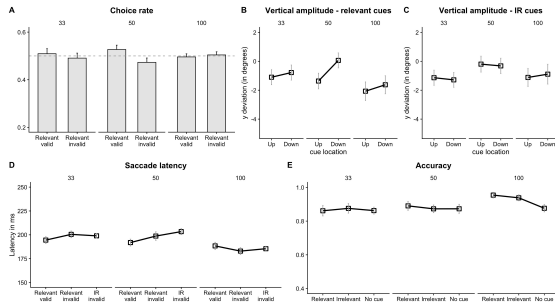 A
Choice rate
33
50
100
0.6
0.4
0.2
Relevant valid
Relevant invalid
Relevant valid
Relevant invalid
Relevant valid
Relevant invalid
B
Vertical amplitude - relevant cues
33
50
100
y deviation (in degrees)
2
0
-2
-4
Up Down
Up Down
Up Down
cue location
C
Vertical amplitude - IR cues
33
50
100
y deviation (in degrees)
2
0
-2
-4
Up Down
Up Down
Up Down
cue location
D
Saccade latency
33
50
100
Latency in ms
250
225
200
175
150
Relevant valid
Relevant invalid
IR invalid
Relevant valid
Relevant invalid
IR invalid
Relevant valid
Relevant invalid
IR invalid
E
Accuracy
33
50
100
1.0
0.8
0.6
0.4
Relevant Irrelevant No cue
Relevant Irrelevant No cue
Relevant Irrelevant No cue